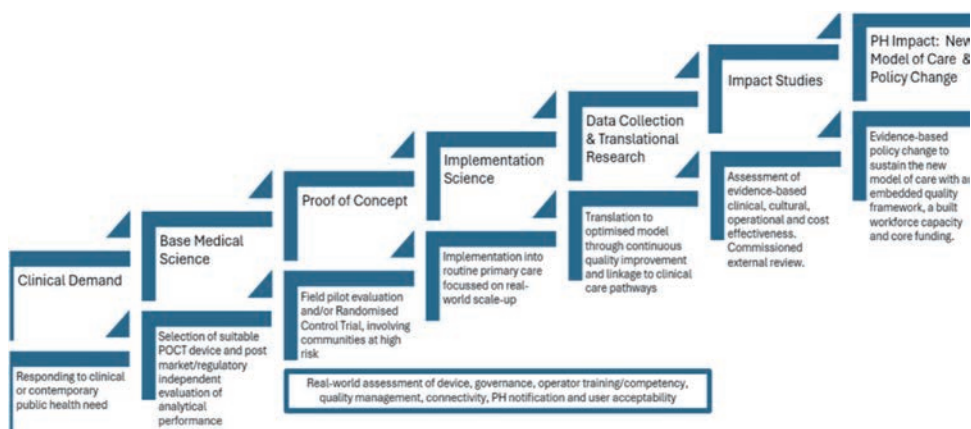 Clinical Demand
Responding to clinical
or contemporary
public health need
Base Medical
Science
Selection of suitable
POCT device and post
market/regulatory
independent
evaluation of
analytical
performance
Proof of Concept
Field pilot evaluation
and/or Randomised
Control Trial, involving
communities at high
risk
Implementation
Science
Implementation into
routine primary care
focussed on real-
world scale-up
Data Collection
& Translational
Research
Translation to
optimised model
through continuous
quality improvement
and linkage to clinical
care pathways
Impact Studies
Assessment of
evidence-based
clinical, cultural,
operational and cost
effectiveness.
Commissioned
external review.
PH Impact: New
Model of Care &
Policy Change
Evidence-based
policy change to
sustain the new
model of care with an
embedded quality
framework, a built
workforce capacity
and core funding.
Real-world assessment of device, governance, operator training/competency,
quality management, connectivity, PH notification and user acceptability